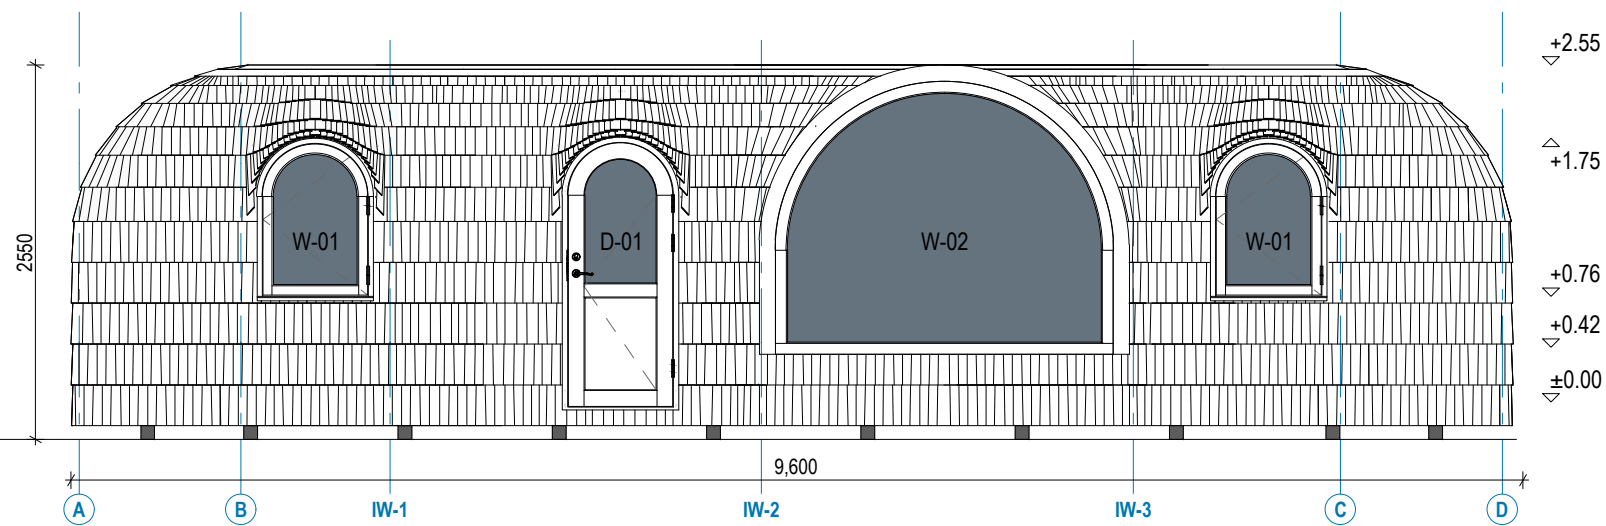 +2.55
+1.75
W-01
D-01
W-02
W-01
2550
+0.76
+0.42
±0.00
9,600
A
B
IW-1
IW-2
IW-3
C
D